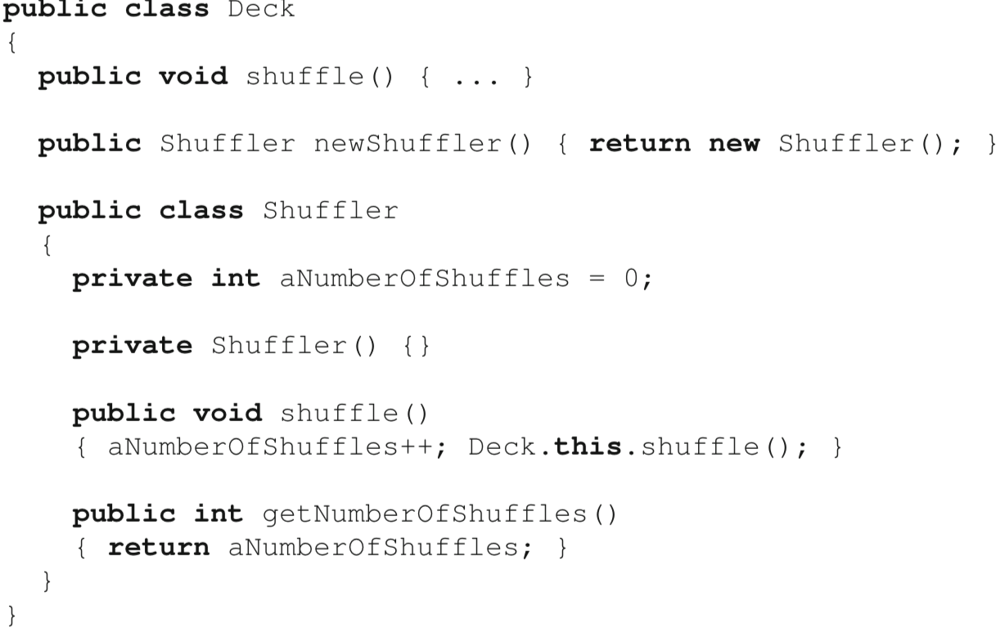 public class Deck
{
  public void shuffle() { ... }

  public Shuffler newShuffler() { return new Shuffler(); }

  public class Shuffler
  {
    private int aNumberOfShuffles = 0;

    private Shuffler() {}

    public void shuffle()
    { aNumberOfShuffles++; Deck.this.shuffle(); }

    public int getNumberOfShuffles()
    { return aNumberOfShuffles; }
  }
}